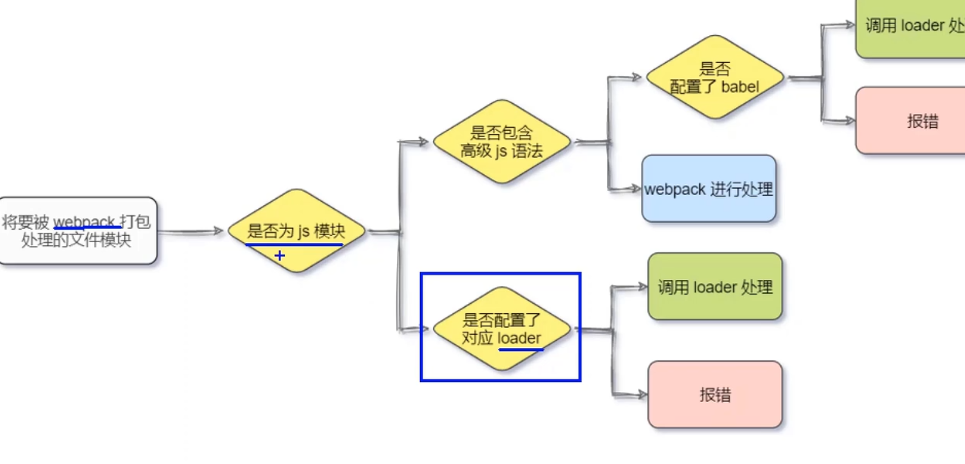 调用 loader 处
是否
配置了 babel
报错
是否包含
高级 js 语法
webpack 进行处理
将要被 webpack 打包
处理的文件模块
是否为 js 模块
调用 loader 处理
是否配置了
对应 loader
报错